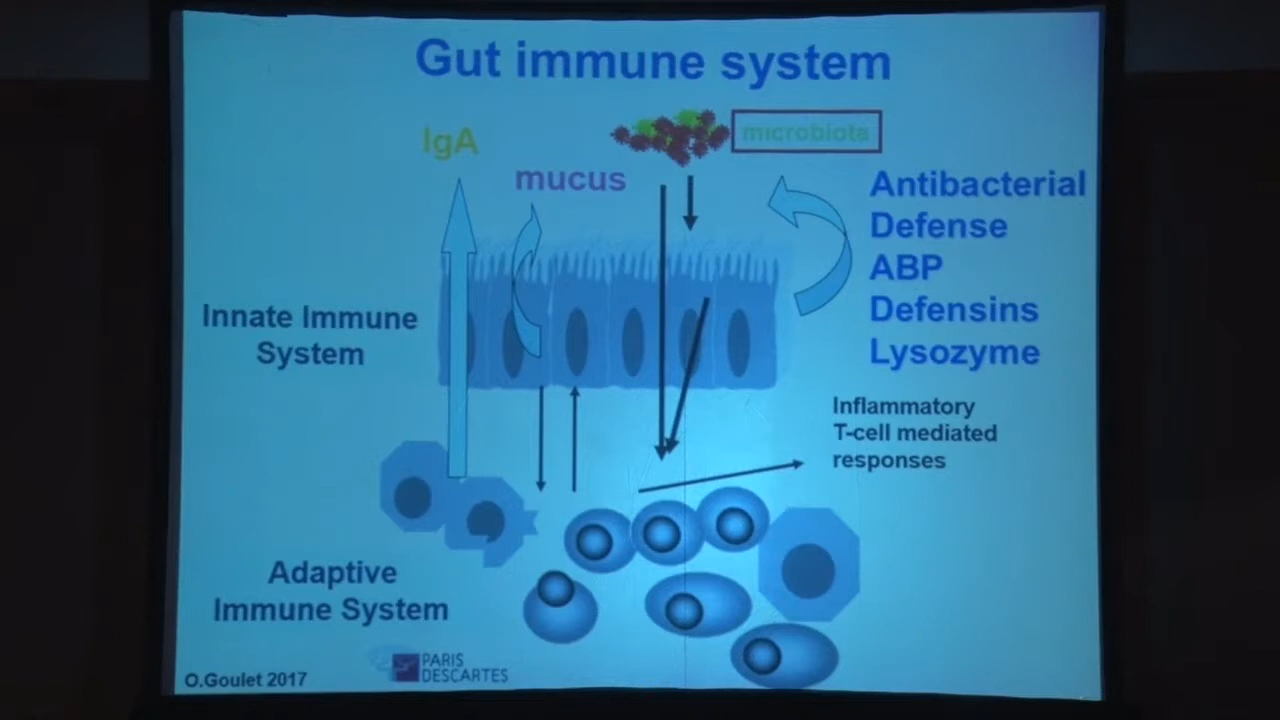 Gut immune system
IgA
microbiota
mucus
Antibacterial
Defense
ABP
Defensins
Lysozyme
Innate Immune
System
Inflammatory
T-cell mediated
responses
Adaptive
Immune System
PARIS
DESCARTES
O.Goulet 2017